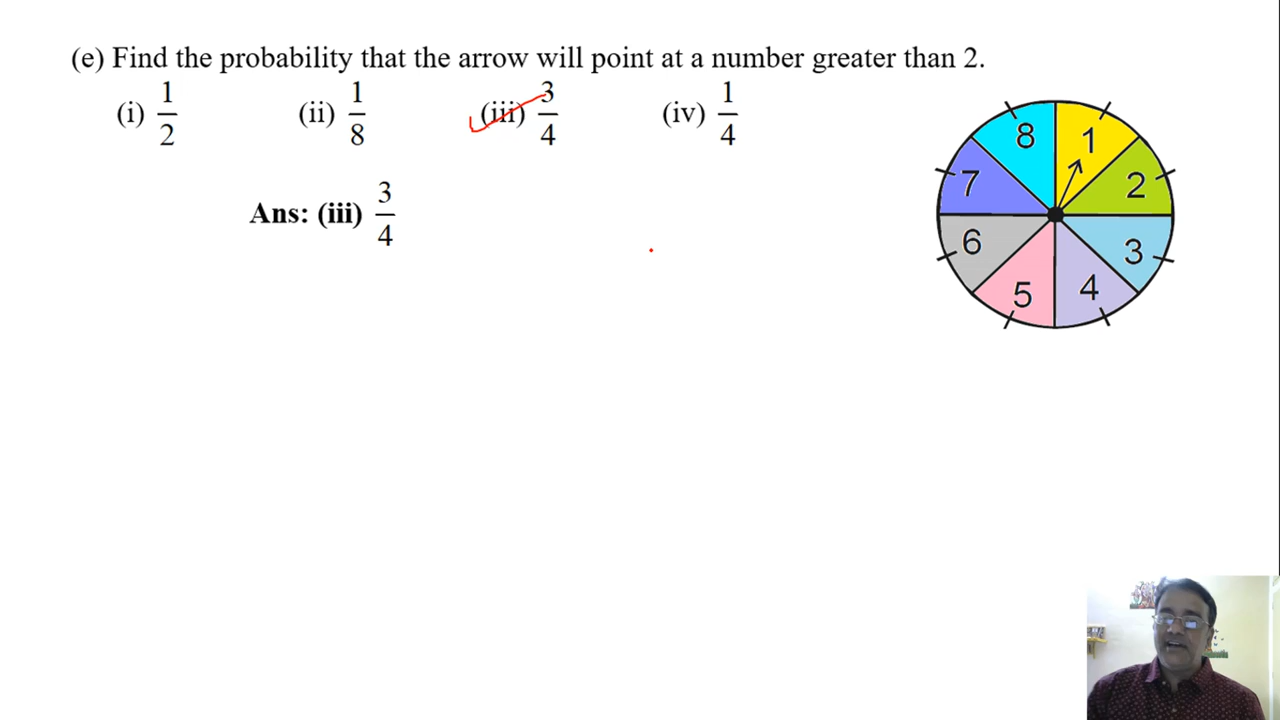 (e) Find the probability that the arrow will point at a number greater than 2.
(i) 1/2 (ii) 1/8 (iii) 3/4 (iv) 1/4
Ans: (iii) 3/4
8 1
7 2
6 3
5 4